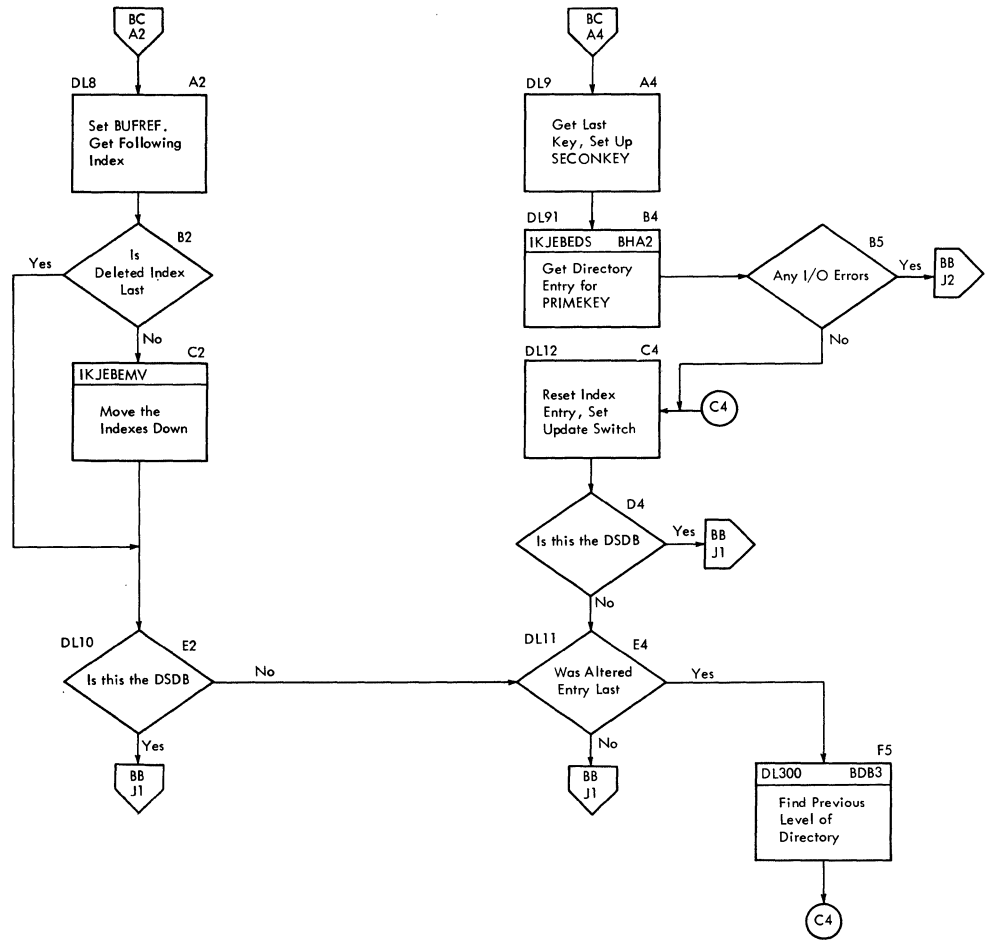 BC
A2
DL8 A2
Set BUFREF.
Get Following
Index
B2
Is
Deleted Index
Last
Yes
No
C2
IKJEBEMV
Move the
Indexes Down
DL10 E2
Is this the DSDB
No
Yes
BB
J1
BC
A4
DL9 A4
Get Last
Key, Set Up
SECONKEY
DL91 B4
IKJEBEDS BHA2
Get Directory
Entry for
PRIMEKEY
B5
Any I/O Errors
Yes
BB
J2
No
DL12 C4
Reset Index
Entry, Set
Update Switch
C4
D4
Is this the DSDB
Yes
BB
J1
No
DL11 E4
Was Altered
Entry Last
Yes
No
BB
J1
F5
DL300 BDB3
Find Previous
Level of
Directory
C4